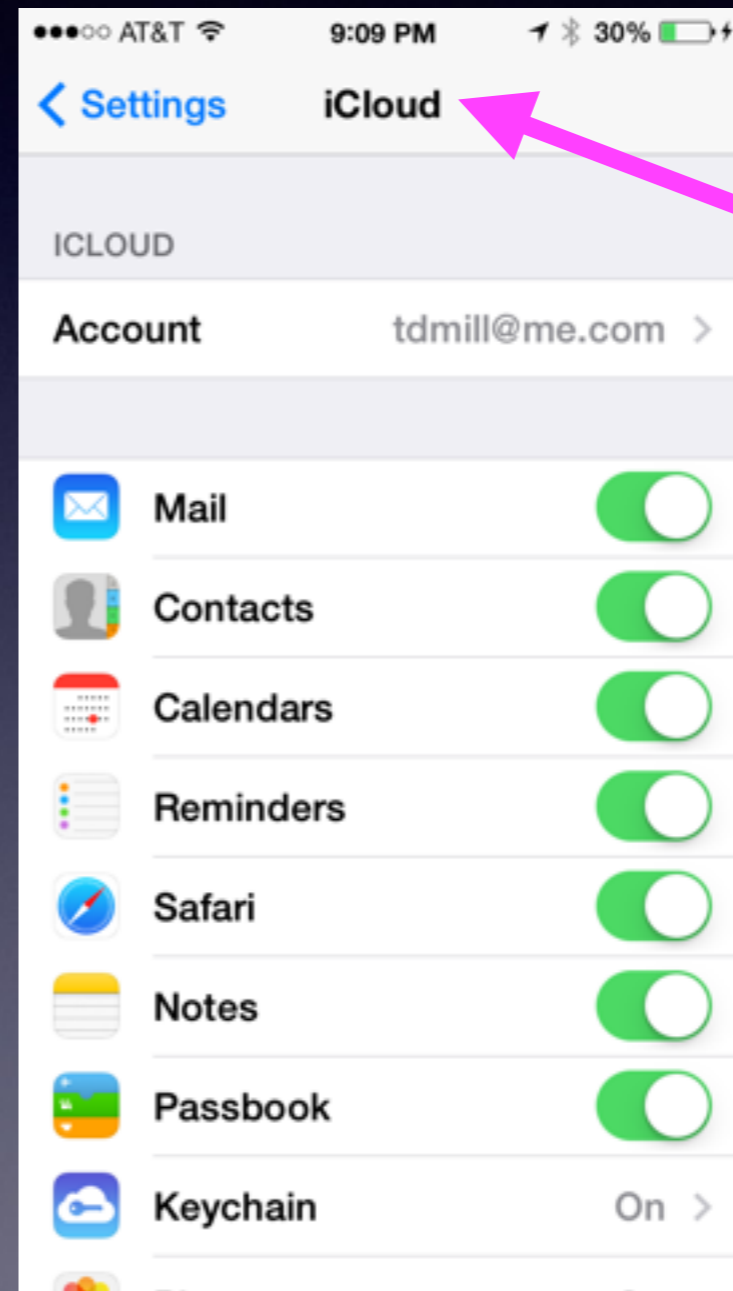 AT&T 9:09 PM 30%
Settings iCloud
ICLOUD
Account tdmill@me.com
Mail
Contacts
Calendars
Reminders
Safari
Notes
Passbook
Keychain On